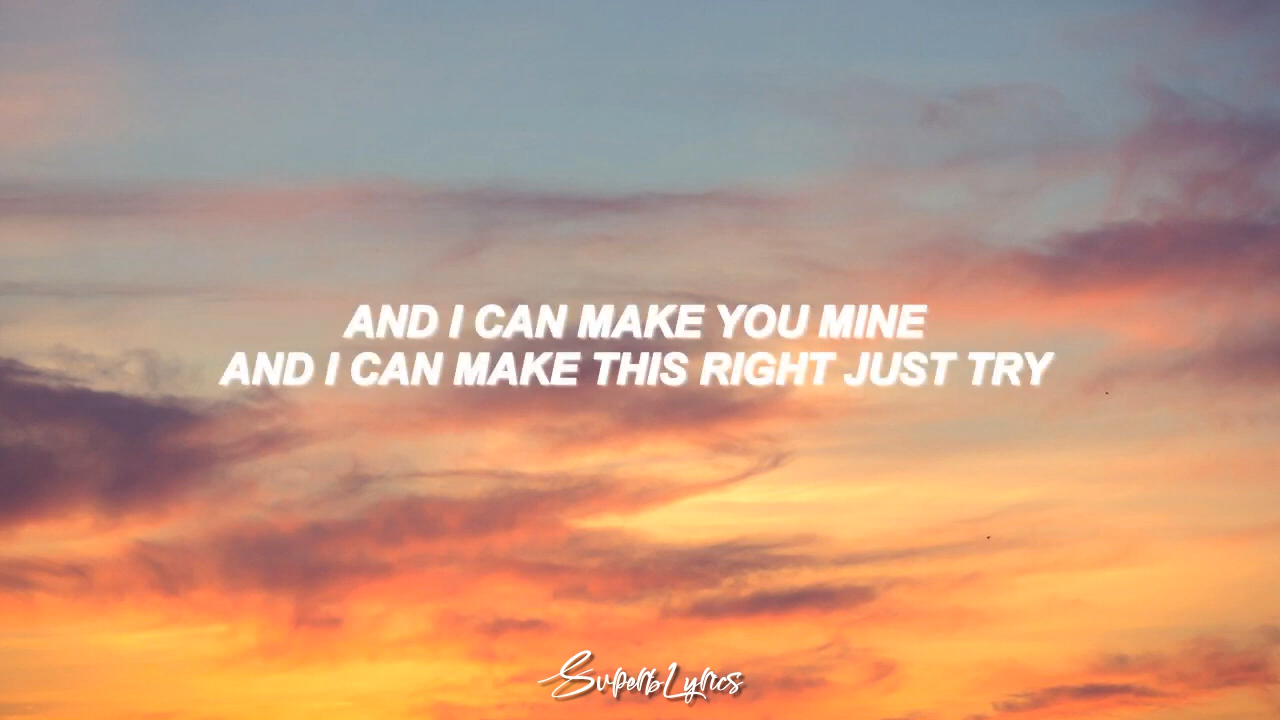 AND I CAN MAKE YOU MINE
AND I CAN MAKE THIS RIGHT JUST TRY
SuperbLyrics